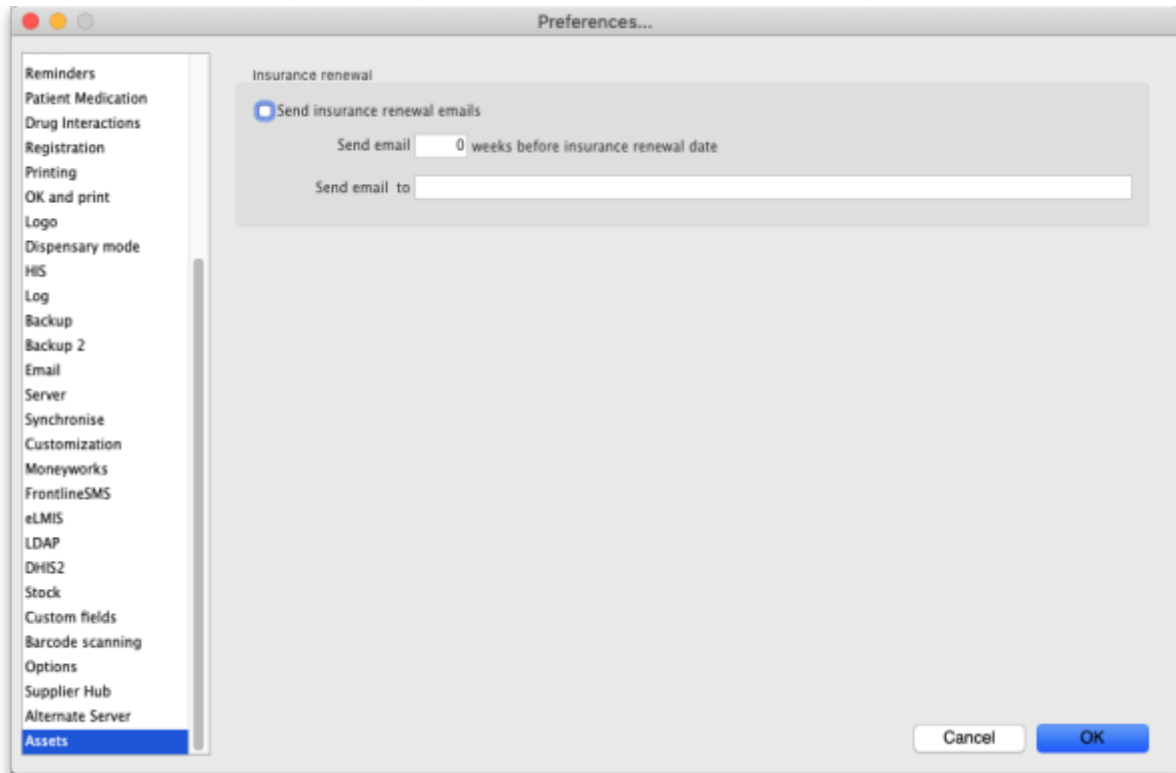 Preferences...
Reminders
Patient Medication
Drug Interactions
Registration
Printing
OK and print
Logo
Dispensary mode
HIS
Log
Backup
Backup 2
Email
Server
Synchronise
Customization
Moneyworks
FrontlineSMS
eLMIS
LDAP
DHIS2
Stock
Custom fields
Barcode scanning
Options
Supplier Hub
Alternate Server
Assets
Insurance renewal
Send insurance renewal emails
Send email 0 weeks before insurance renewal date
Send email to
Cancel OK